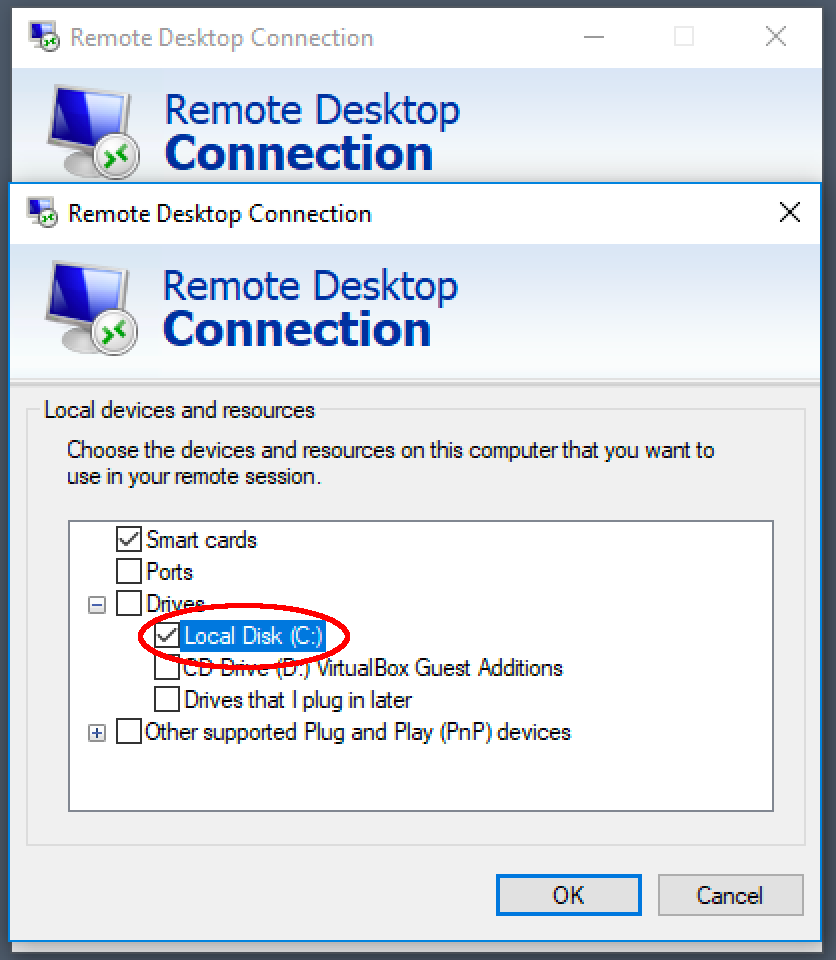 Remote Desktop Connection
Remote Desktop
Connection
Remote Desktop Connection
Remote Desktop
Connection
Local devices and resources
Choose the devices and resources on this computer that you want to
use in your remote session.
Smart cards
Ports
Drives
Local Disk (C:)
CD Drive (D:) VirtualBox Guest Additions
Drives that I plug in later
Other supported Plug and Play (PnP) devices
OK
Cancel